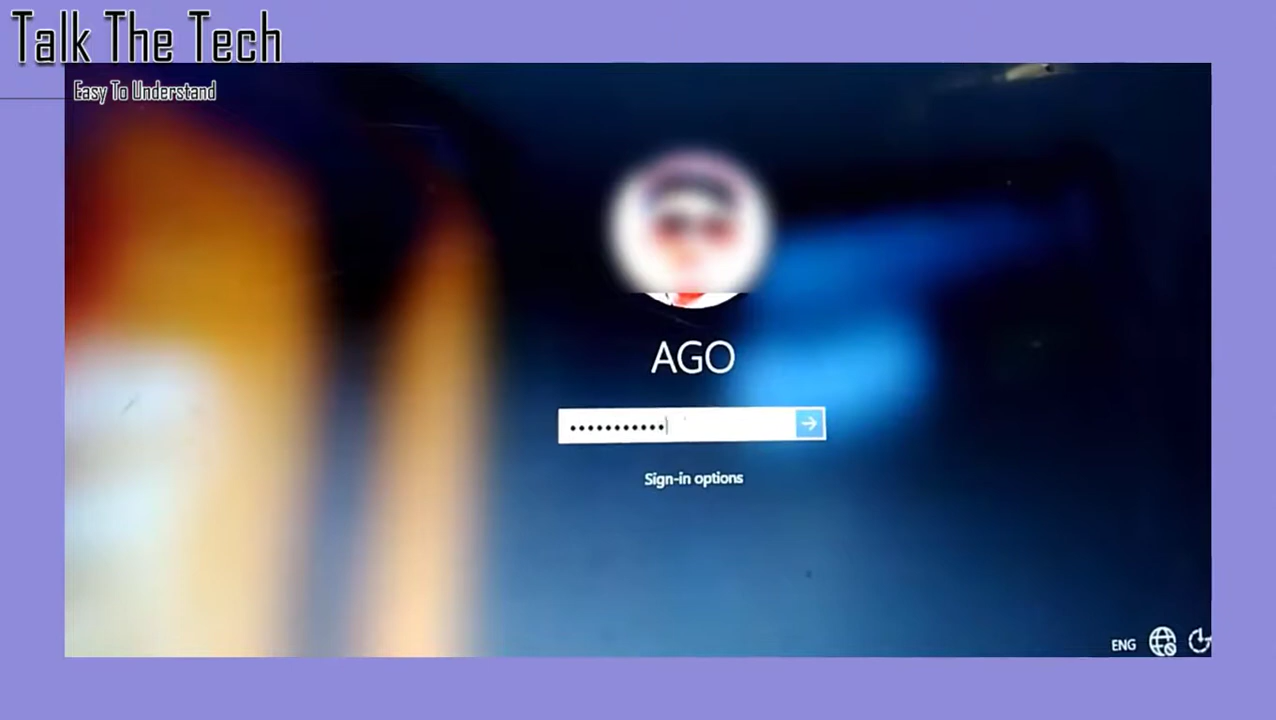 Talk The Tech
Easy To Understand
AGO
Sign-in options
ENG